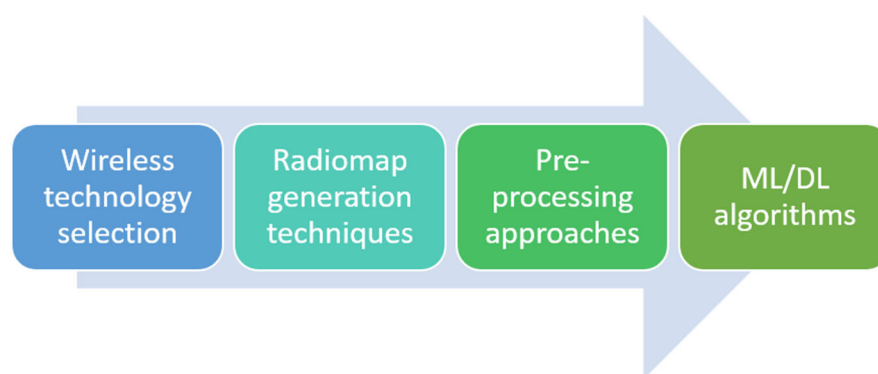 Wireless
technology
selection
Radiomap
generation
techniques
Pre-
processing
approaches
ML/DL
algorithms